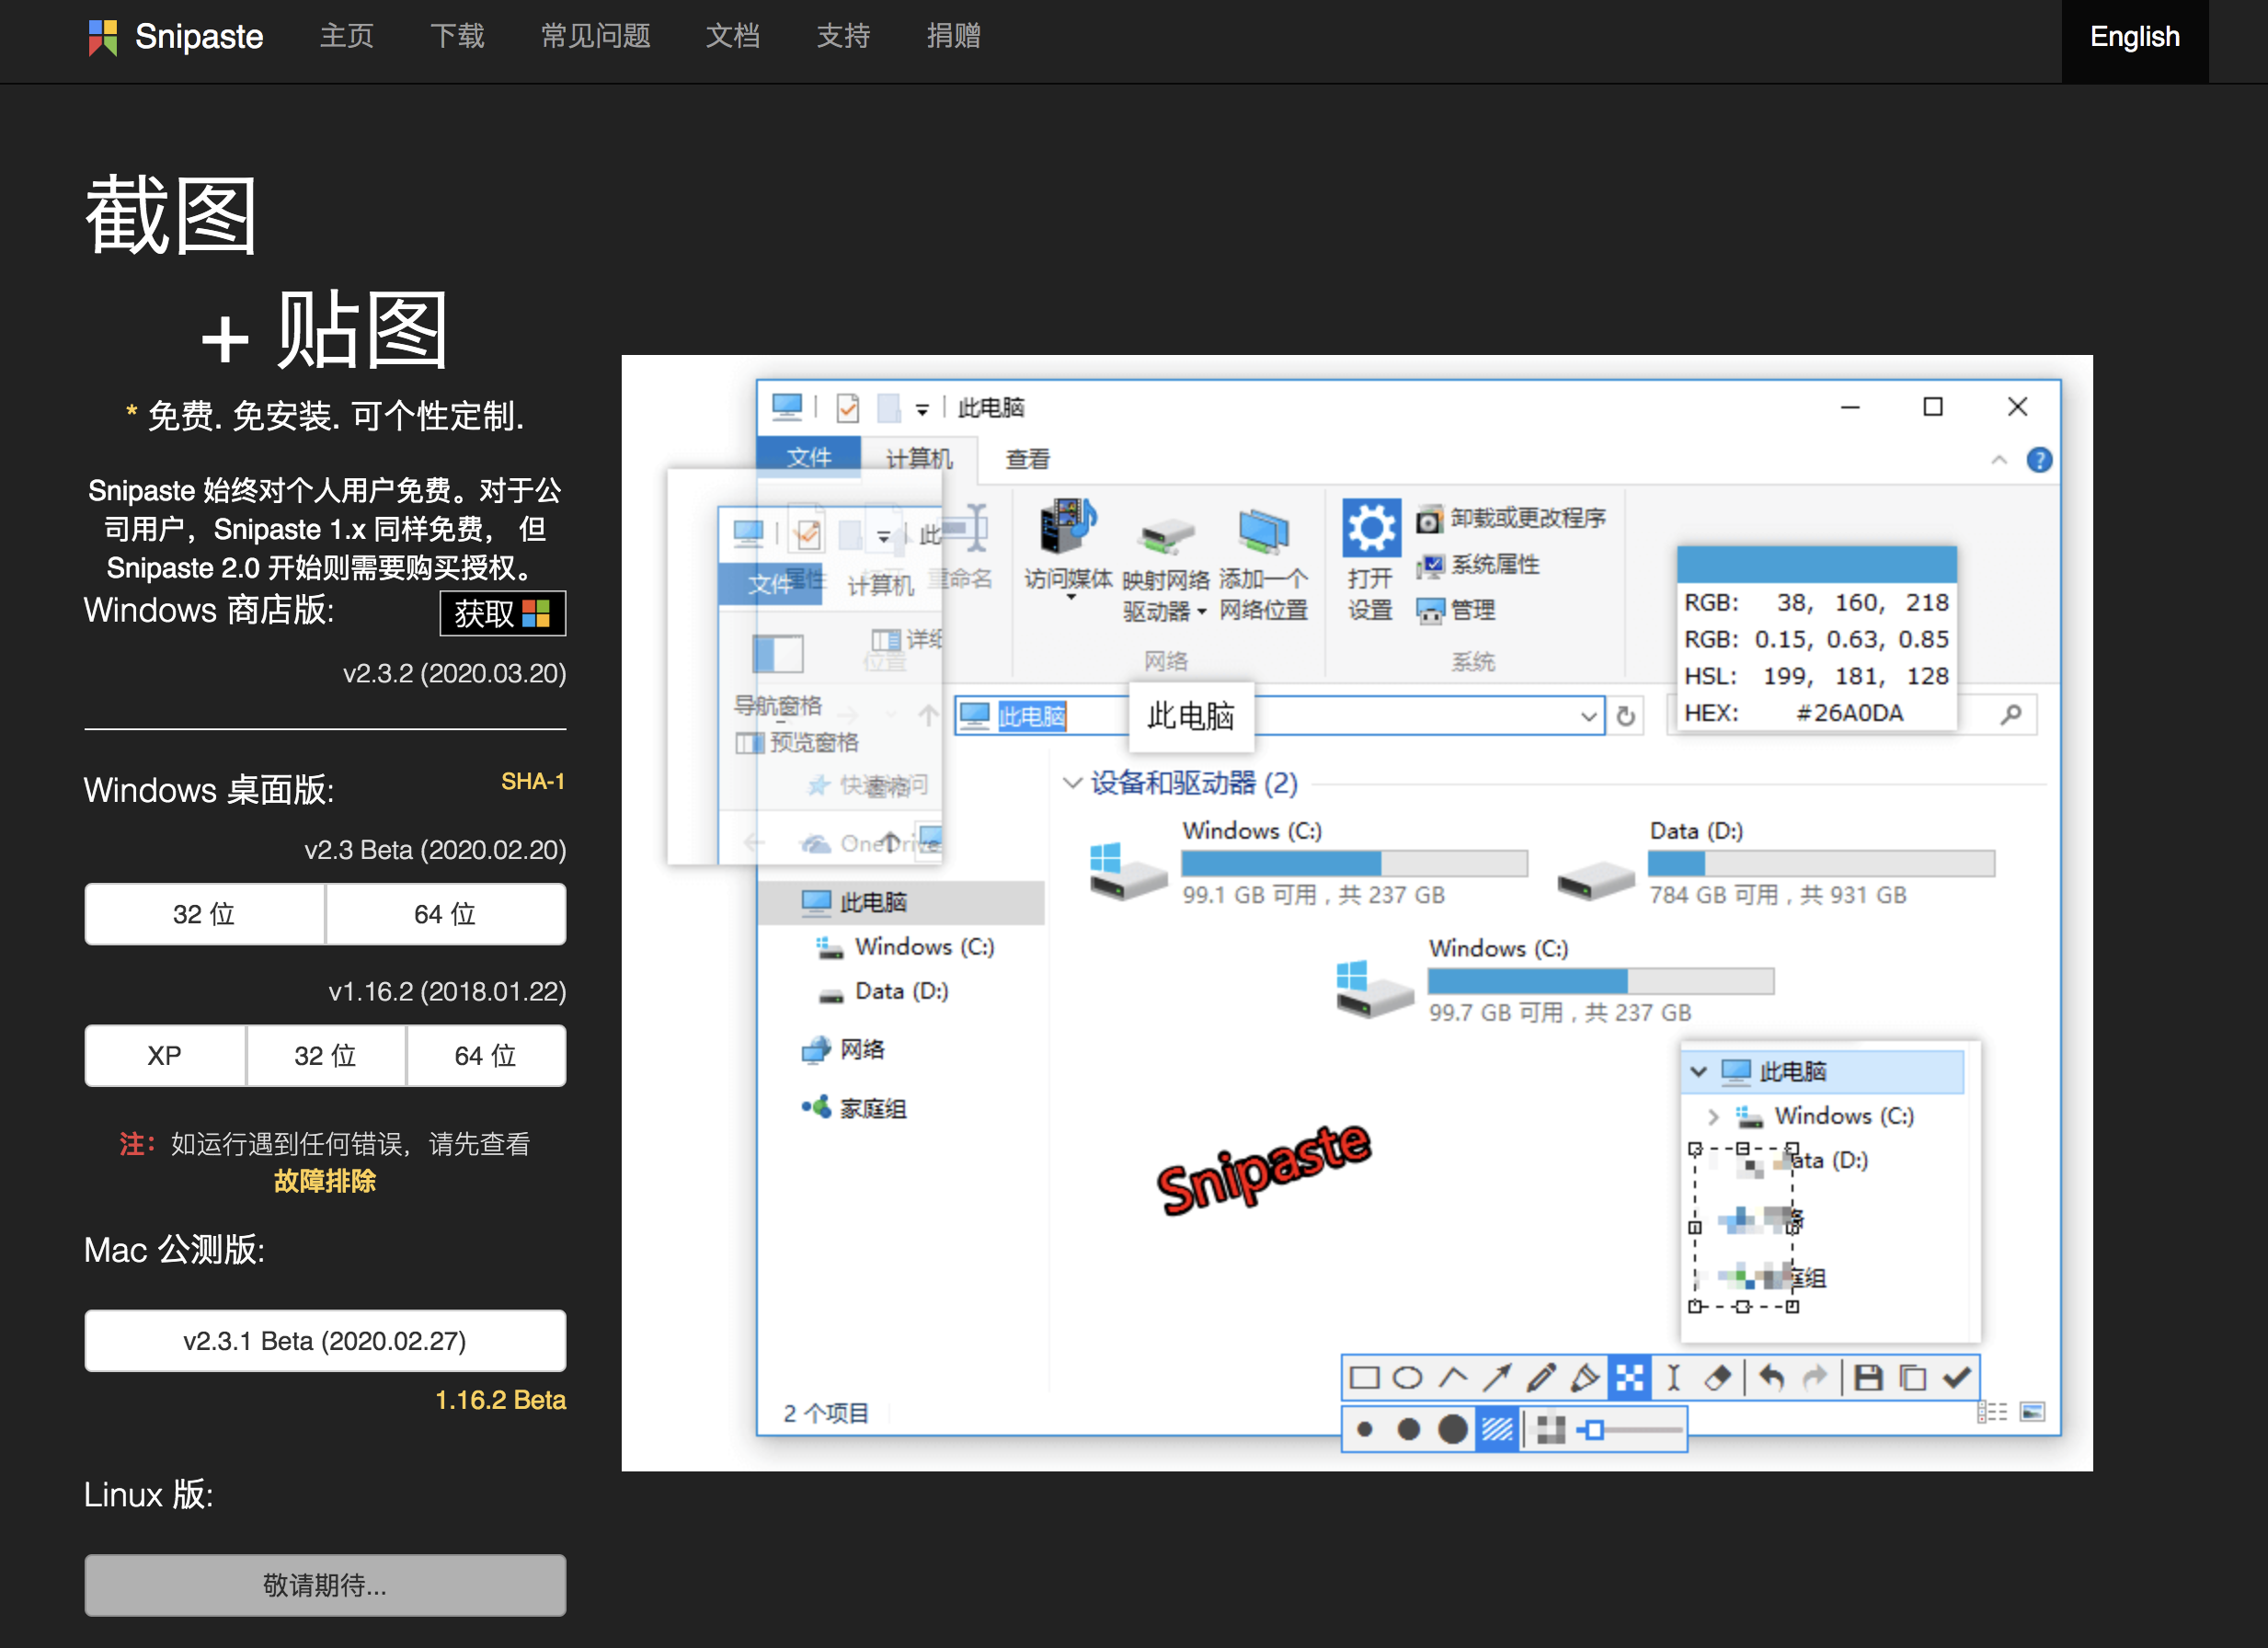 Snipaste 主页 下载 常见问题 文档 支持 捐赠 English
截图
+ 贴图
* 免费. 免安装. 可个性定制.
Snipaste 始终对个人用户免费。对于公
司用户，Snipaste 1.x 同样免费， 但
Snipaste 2.0 开始则需要购买授权。
Windows 商店版: 获取
v2.3.2 (2020.03.20)
Windows 桌面版: SHA-1
v2.3 Beta (2020.02.20)
32 位 64 位
v1.16.2 (2018.01.22)
XP 32 位 64 位
注：如运行遇到任何错误，请先查看
故障排除
Mac 公测版:
v2.3.1 Beta (2020.02.27)
1.16.2 Beta
Linux 版:
敬请期待...
此电脑
文件 计算机 查看
属性 重命名
访问媒体 映射网络 添加一个
驱动器 网络位置
网络
打开
设置
卸载或更改程序
系统属性
管理
系统
位置
此
文件 计算机
详细
导航窗格
预览窗格
快速访问
OneDrive
此电脑
此电脑
RGB: 38, 160, 218
RGB: 0.15, 0.63, 0.85
HSL: 199, 181, 128
HEX: #26A0DA
此电脑
Windows (C:)
Data (D:)
网络
家庭组
设备和驱动器 (2)
Windows (C:)
99.1 GB 可用 , 共 237 GB
Data (D:)
784 GB 可用 , 共 931 GB
Windows (C:)
99.7 GB 可用 , 共 237 GB
Snipaste
此电脑
Windows (C:)
ata (D:)
庭组
2 个项目